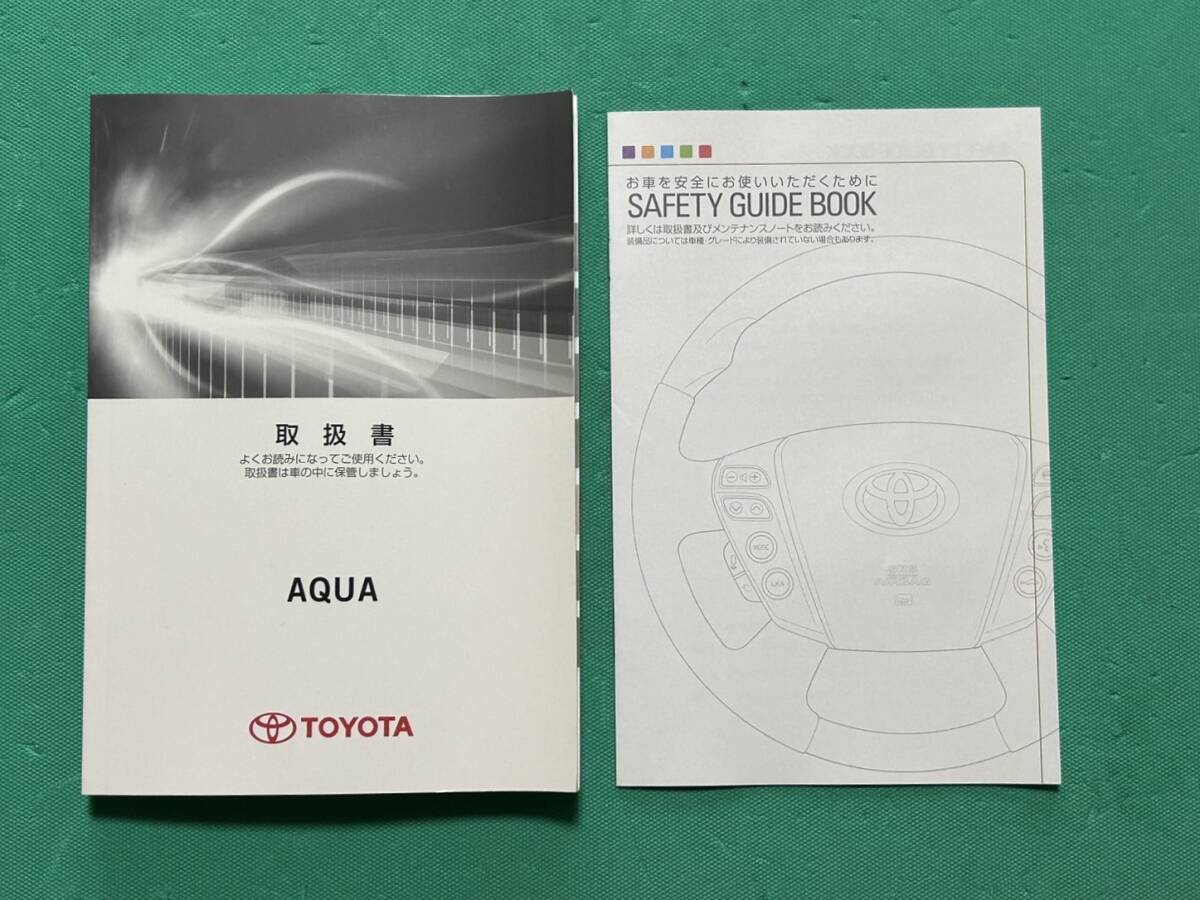 取扱書
よくお読みになってご使用ください。
取扱書は車の中に保管しましょう。
AQUA
TOYOTA
お車を安全にお使いいただくために
SAFETY GUIDE BOOK
詳しくは取扱書及びメンテナンスノートをお読みください。
装備品については車種・グレードにより装備されていない場合もあります。
MODE
LKA
SRS
AIRBAG